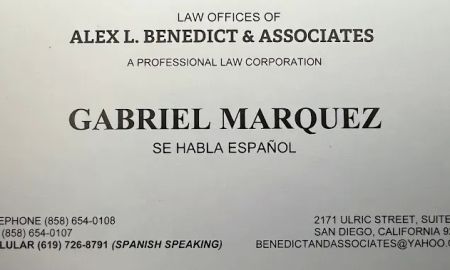 LAW OFFICES OF
ALEX L. BENEDICT & ASSOCIATES
A PROFESSIONAL LAW CORPORATION
GABRIEL MARQUEZ
SE HABLA ESPAÑOL
EPHONE (858) 654-0108
(858) 654-0107
LULAR (619) 726-8791 (SPANISH SPEAKING)
2171 ULRIC STREET, SUITE
SAN DIEGO, CALIFORNIA 92
BENEDICTANDASSOCIATES@YAHOO.C